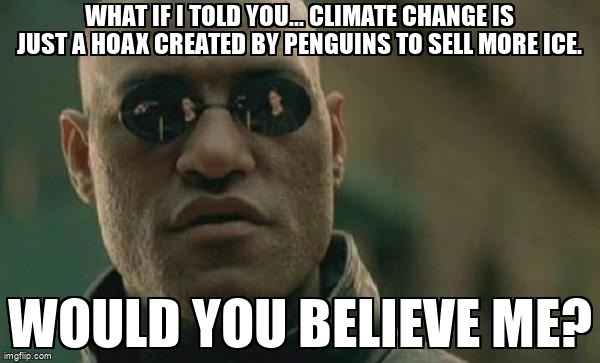 WHAT IF I TOLD YOU... CLIMATE CHANGE IS
JUST A HOAX CREATED BY PENGUINS TO SELL MORE ICE.
WOULD YOU BELIEVE ME?
imgflip.com